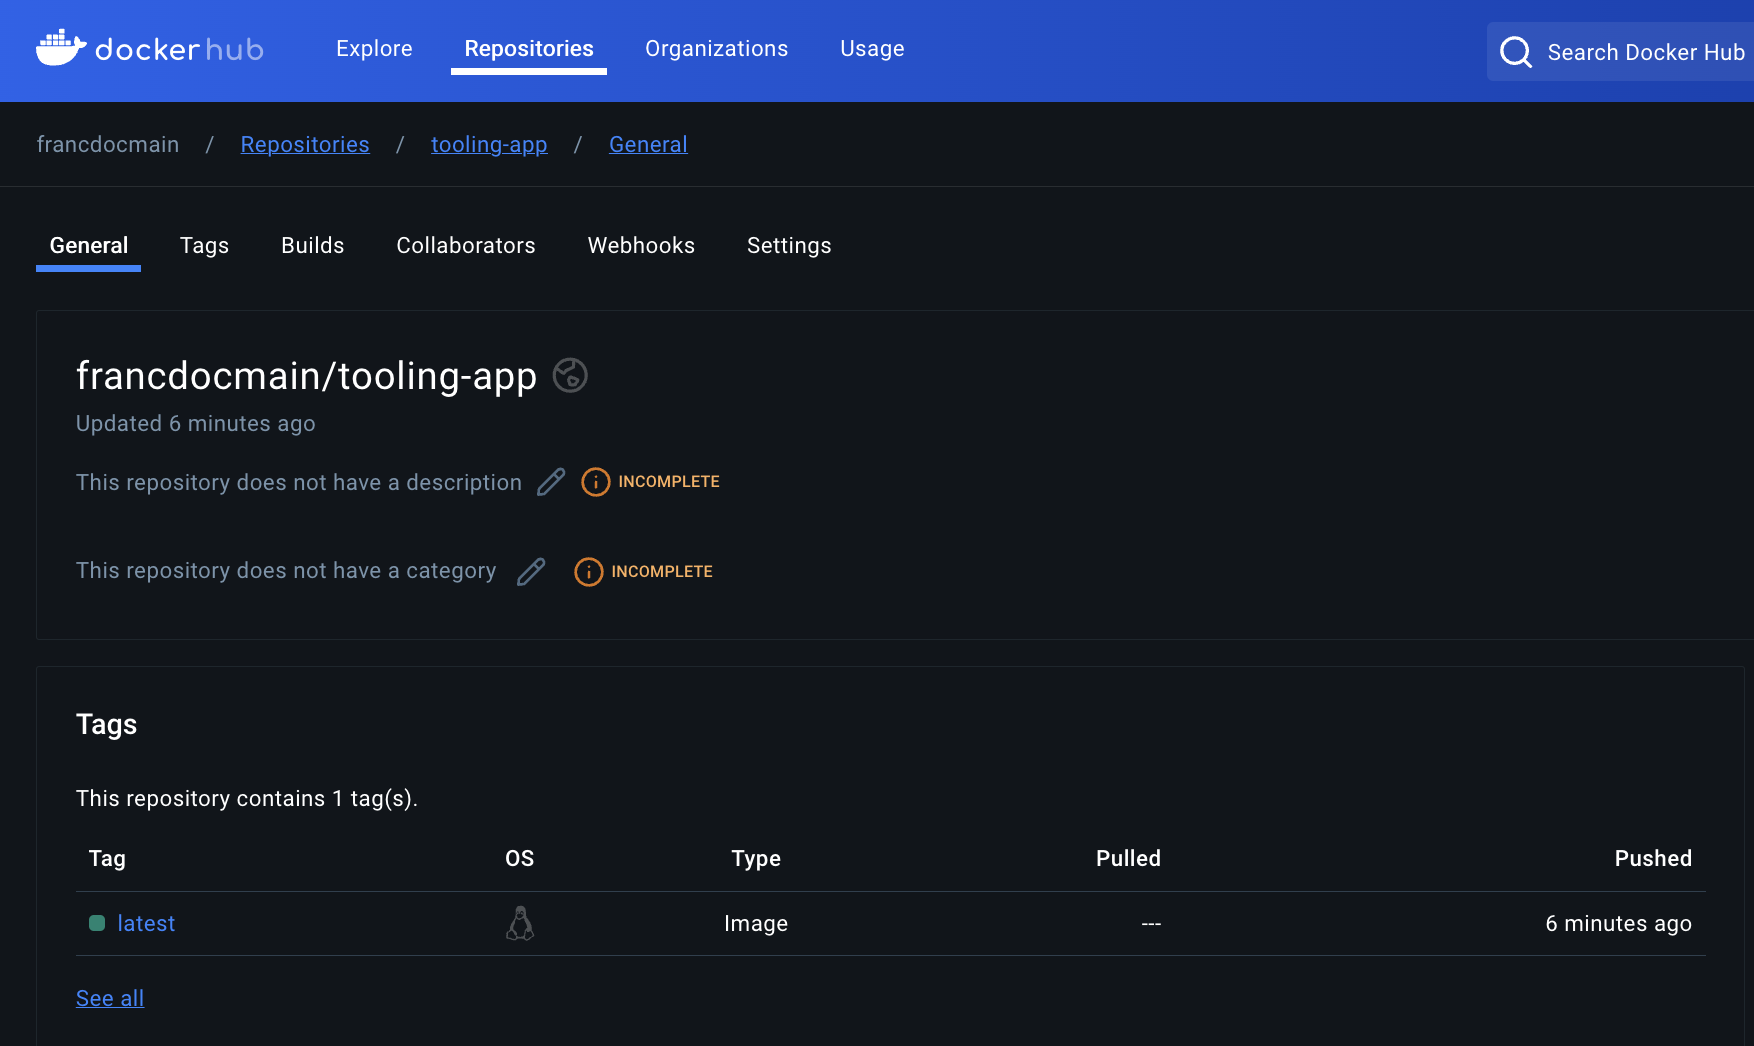 dockerhub Explore Repositories Organizations Usage Search Docker Hub
francdocmain / Repositories / tooling-app / General
General Tags Builds Collaborators Webhooks Settings
francdocmain/tooling-app
Updated 6 minutes ago
This repository does not have a description INCOMPLETE
This repository does not have a category INCOMPLETE
Tags
This repository contains 1 tag(s).
Tag OS Type Pulled Pushed
latest Image --- 6 minutes ago
See all